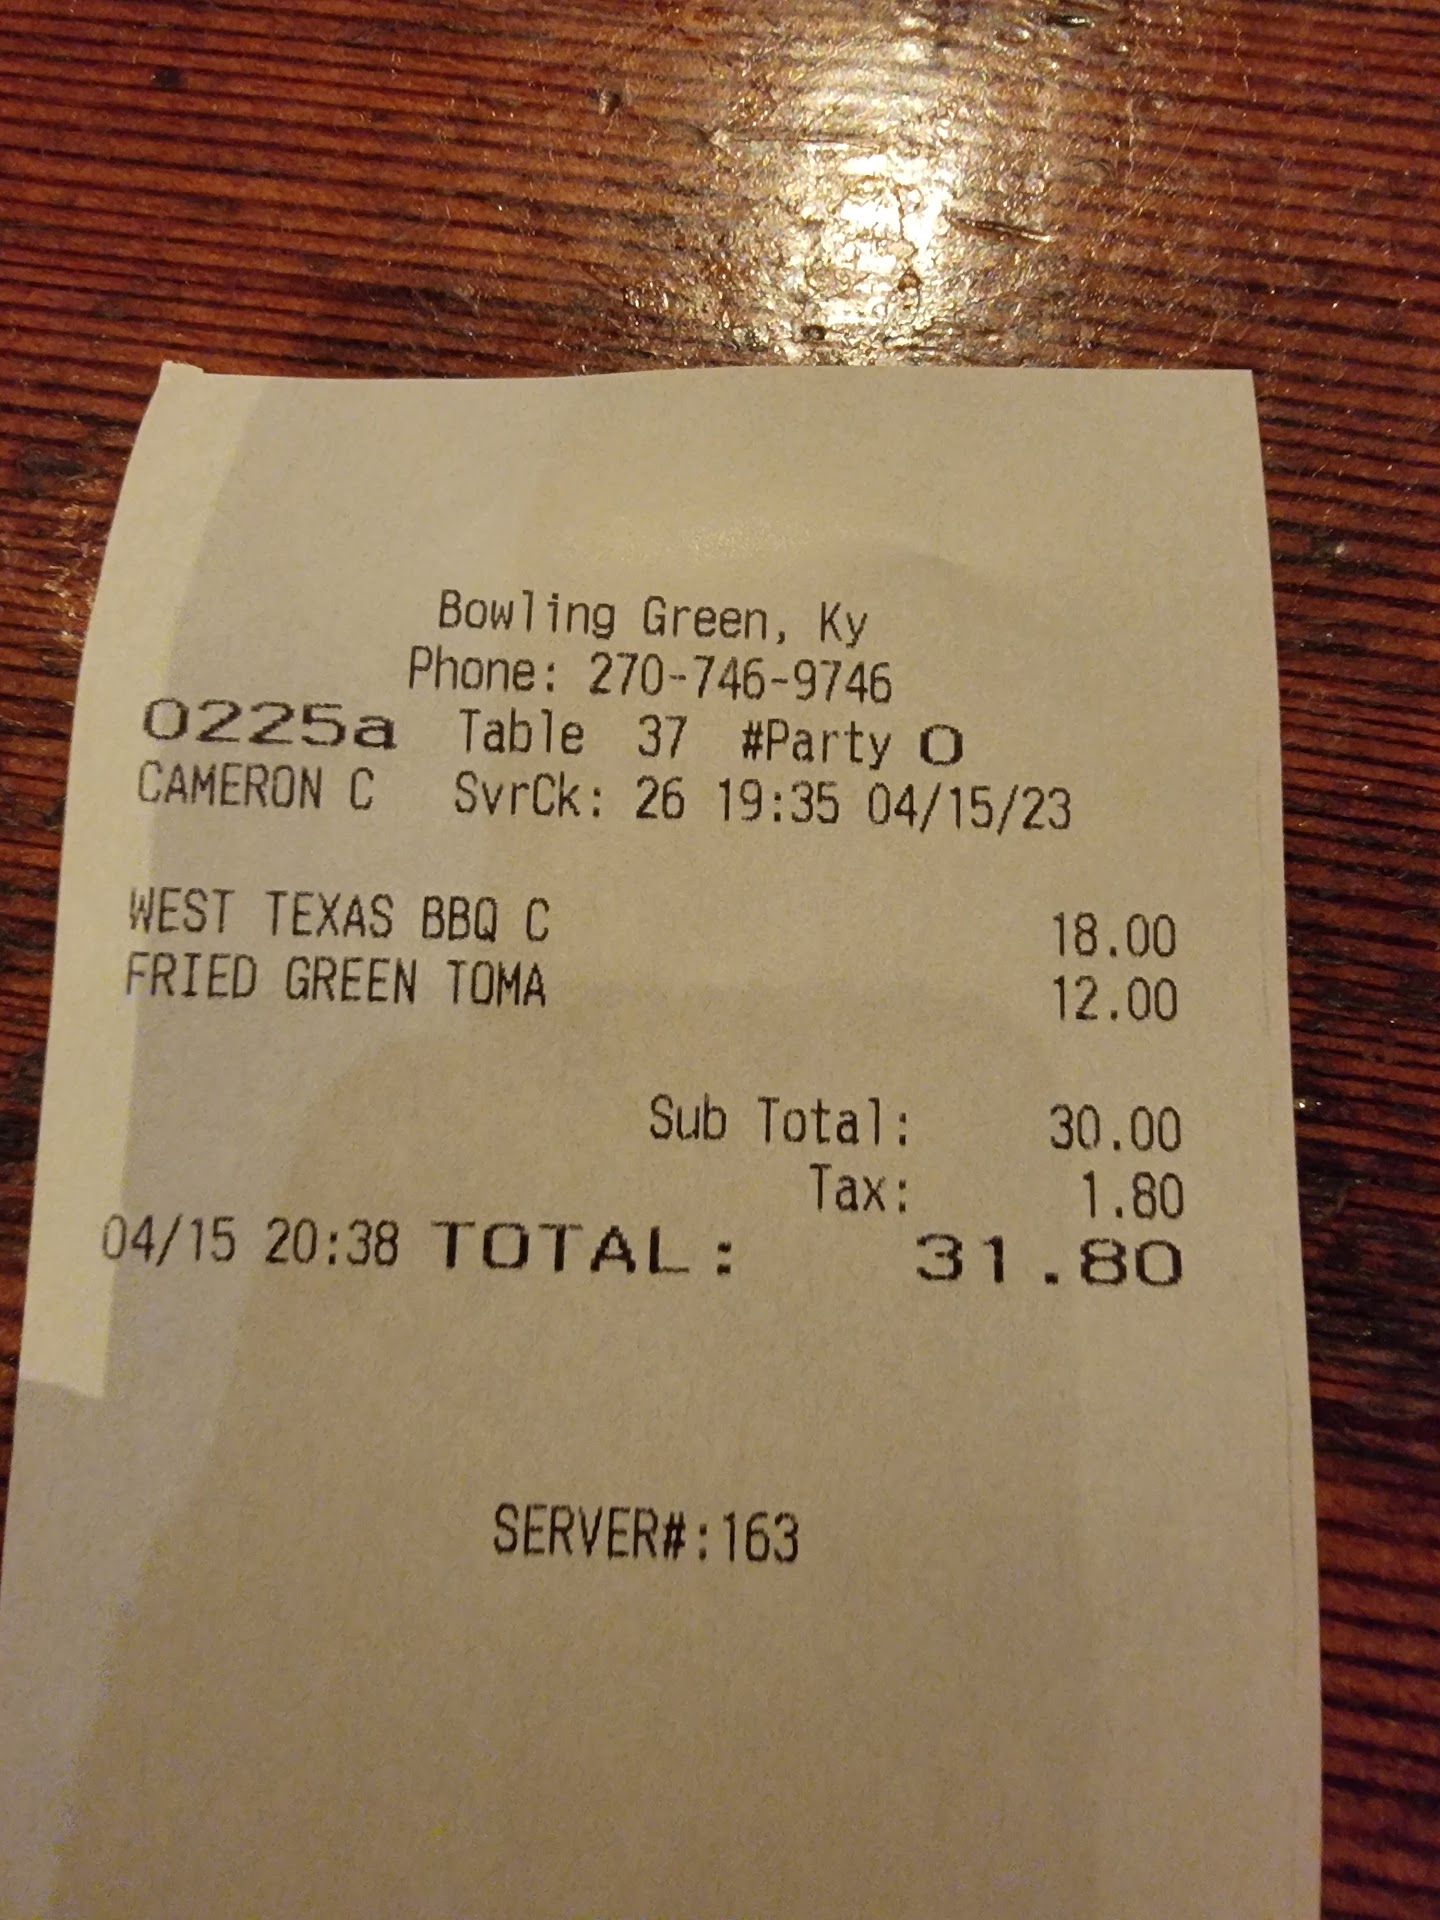 Bowling Green, Ky
Phone: 270-746-9746
0225a Table 37 #Party 0
CAMERON C SvrCk: 26 19:35 04/15/23
WEST TEXAS BBQ C 18.00
FRIED GREEN TOMA 12.00
Sub Total: 30.00
Tax: 1.80
04/15 20:38 TOTAL: 31.80
SERVER#:163